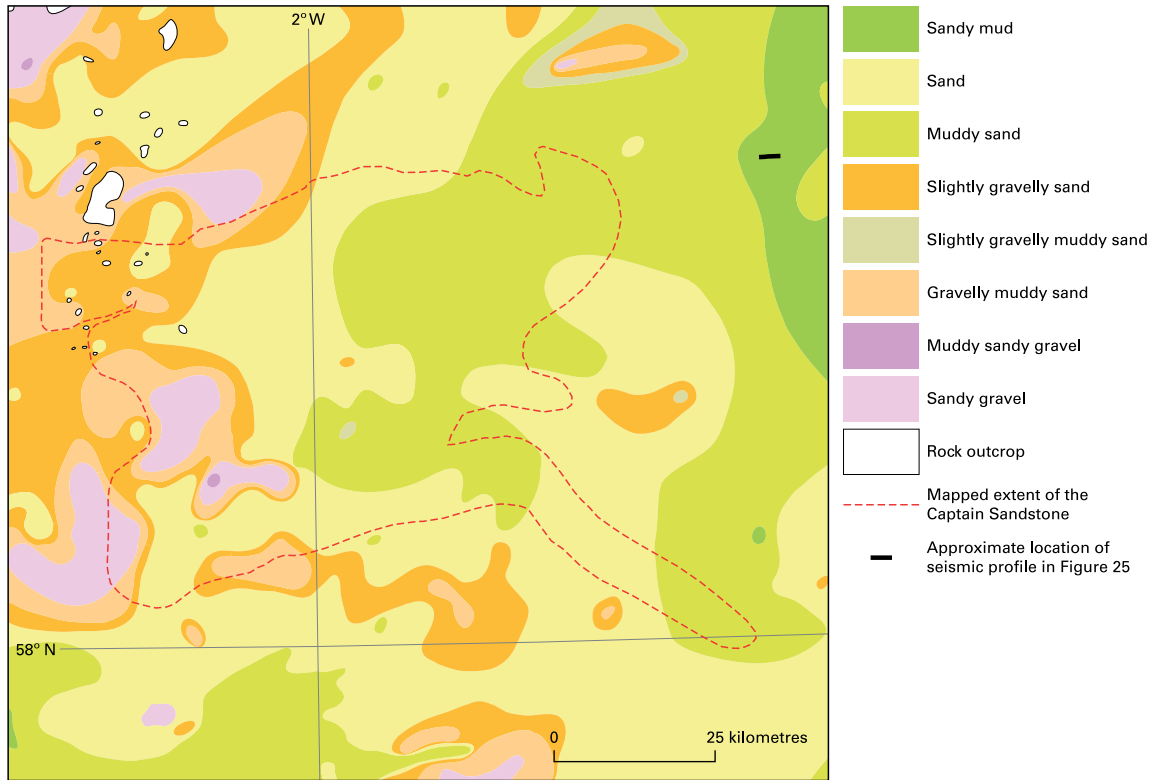 2° W
58° N
0 25 kilometres
Sandy mud
Sand
Muddy sand
Slightly gravelly sand
Slightly gravelly muddy sand
Gravelly muddy sand
Muddy sandy gravel
Sandy gravel
Rock outcrop
Mapped extent of the
Captain Sandstone
Approximate location of
seismic profile in Figure 25